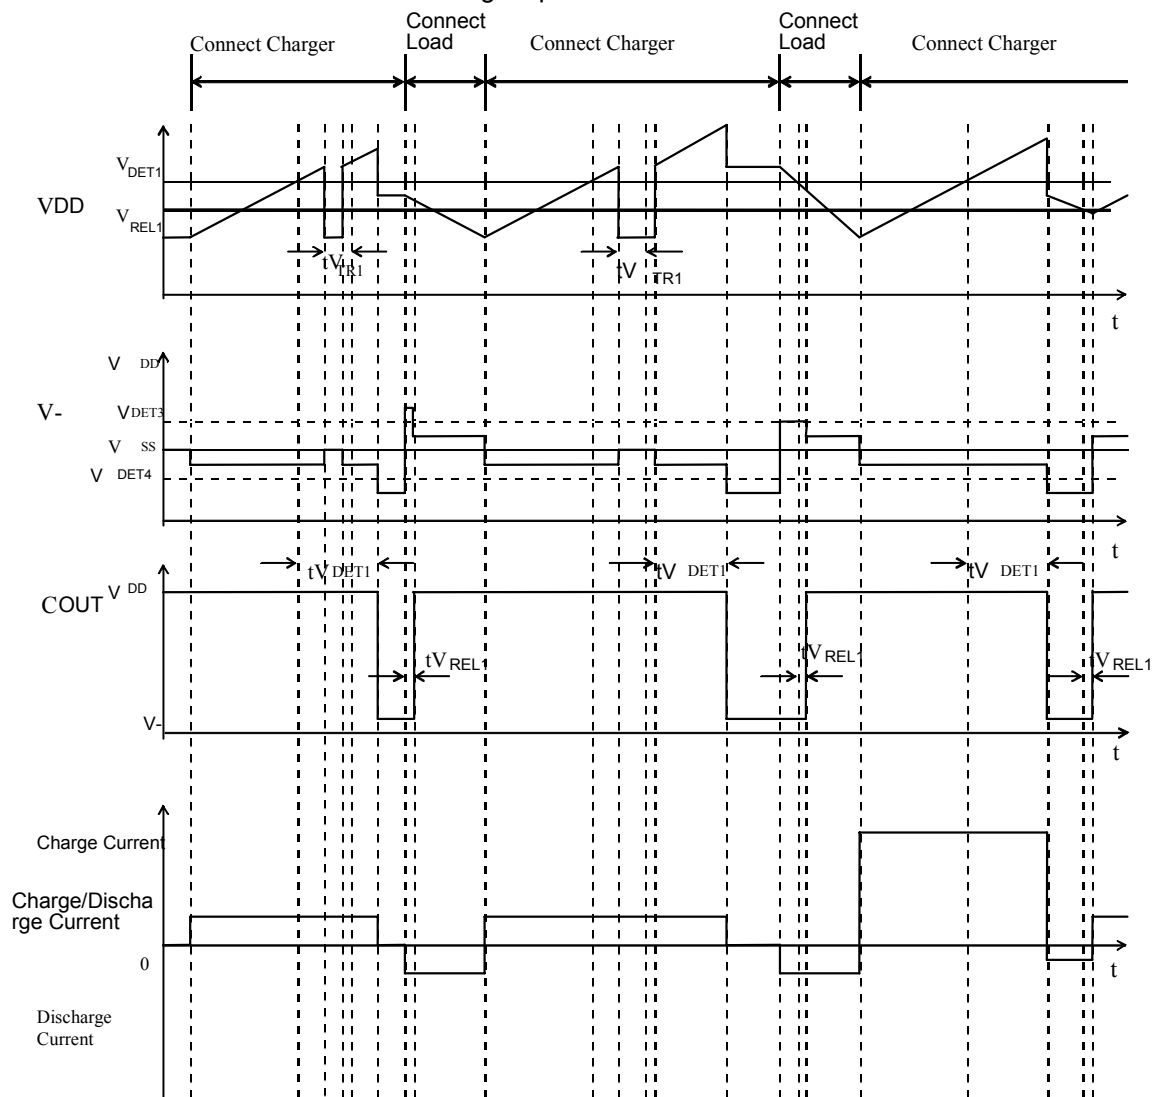 Connect Charger
Connect
Load
Connect Charger
Connect
Load
Connect Charger
VDD
VDET1
VREL1
tVTR1
tV TR1
t
V-
V DD
VDET3
V SS
V DET4
t
COUT
V DD
V-
tV DET1
tV DET1
tV DET1
tVREL1
tVREL1
tVREL1
t
Charge Current
Charge/Discha
rge Current
0
t
Discharge
Current